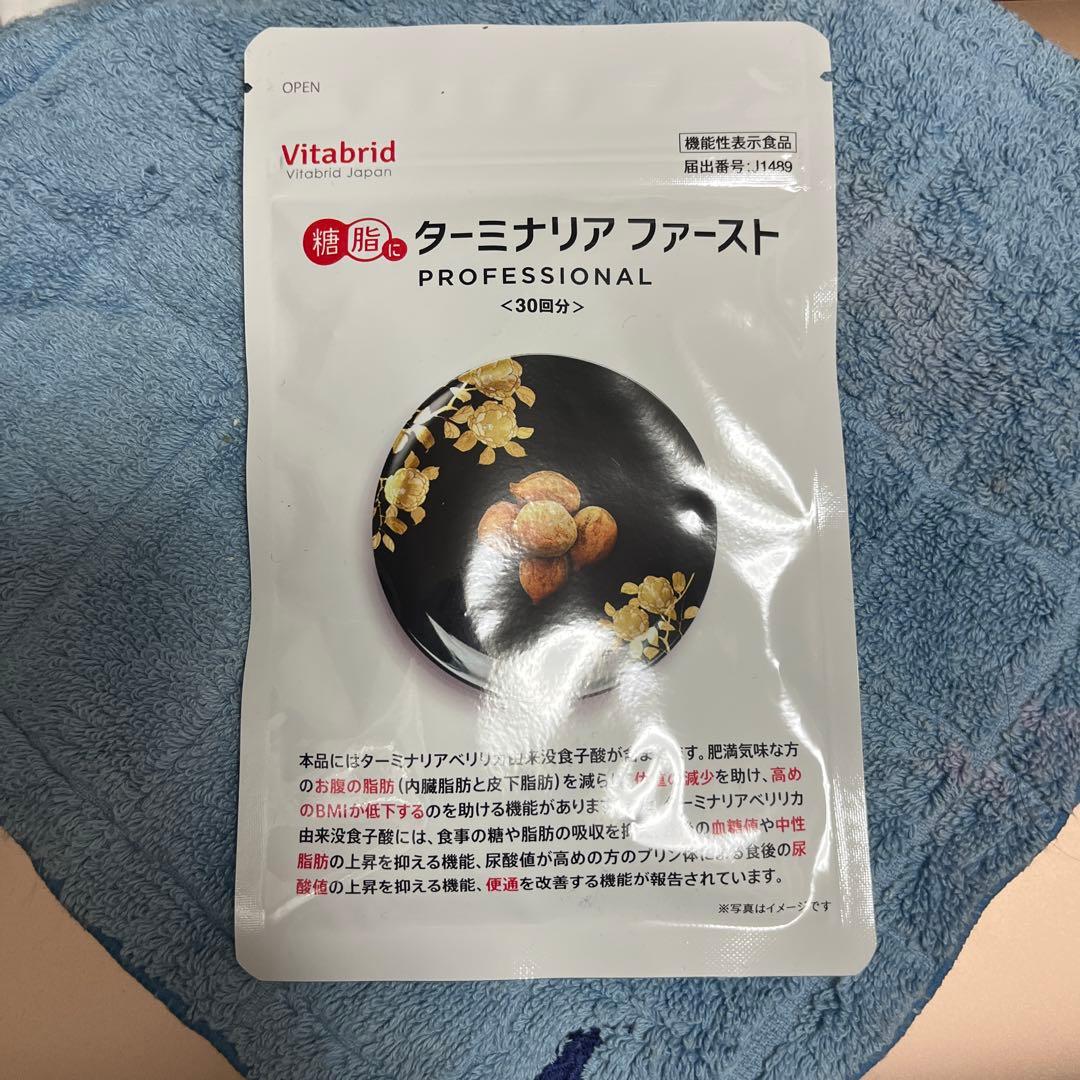 OPEN
Vitabrid
Vitabrid Japan
機能性表示食品
届出番号:J1489
糖脂に ターミナリア ファースト
PROFESSIONAL
<30回分>
本品にはターミナリアベリリカ由来没食子酸が含ま す。肥満気味な方
のお腹の脂肪(内臓脂肪と皮下脂肪)を減ら 減少を助け、高め
のBMIが低下するのを助ける機能があります ターミナリアベリリカ
由来没食子酸には、食事の糖や脂肪の吸収を抑 の血糖値や中性
脂肪の上昇を抑える機能、尿酸値が高めの方のプリン体による食後の尿
酸値の上昇を抑える機能、便通を改善する機能が報告されています。
※写真はイメージです